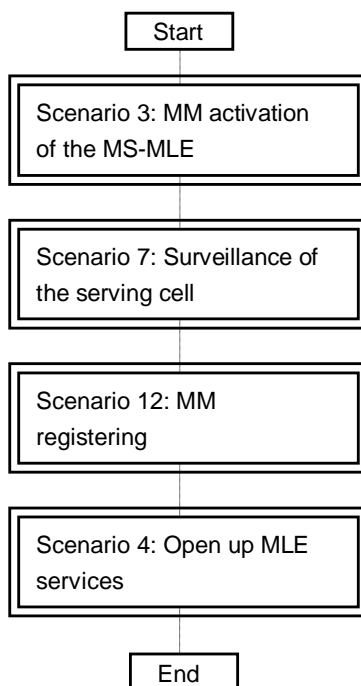 Start
Scenario 3: MM activation
of the MS-MLE
Scenario 7: Surveillance of
the serving cell
Scenario 12: MM
registering
Scenario 4: Open up MLE
services
End